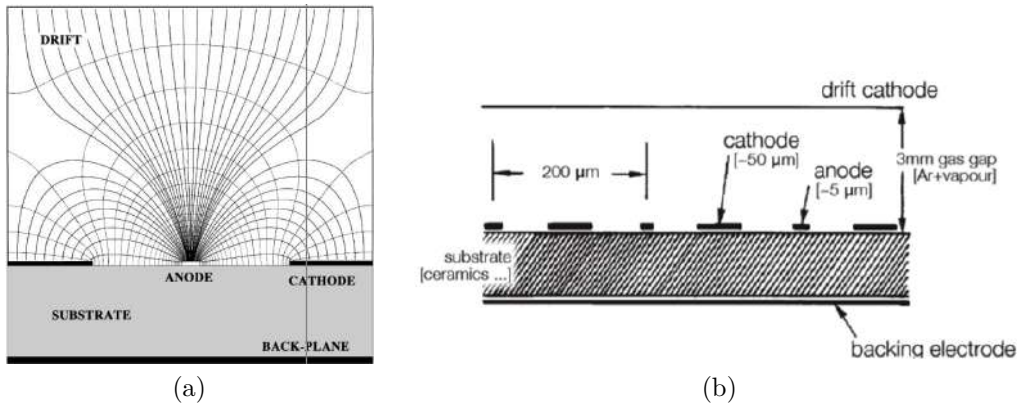 DRIFT
ANODE
CATHODE
SUBSTRATE
BACK-PLANE
(a)
drift cathode
cathode
[~50 µm]
anode
[~5 µm]
3mm gas gap
[Ar+vapour]
200 µm
substrate
[ceramics ...]
backing electrode
(b)